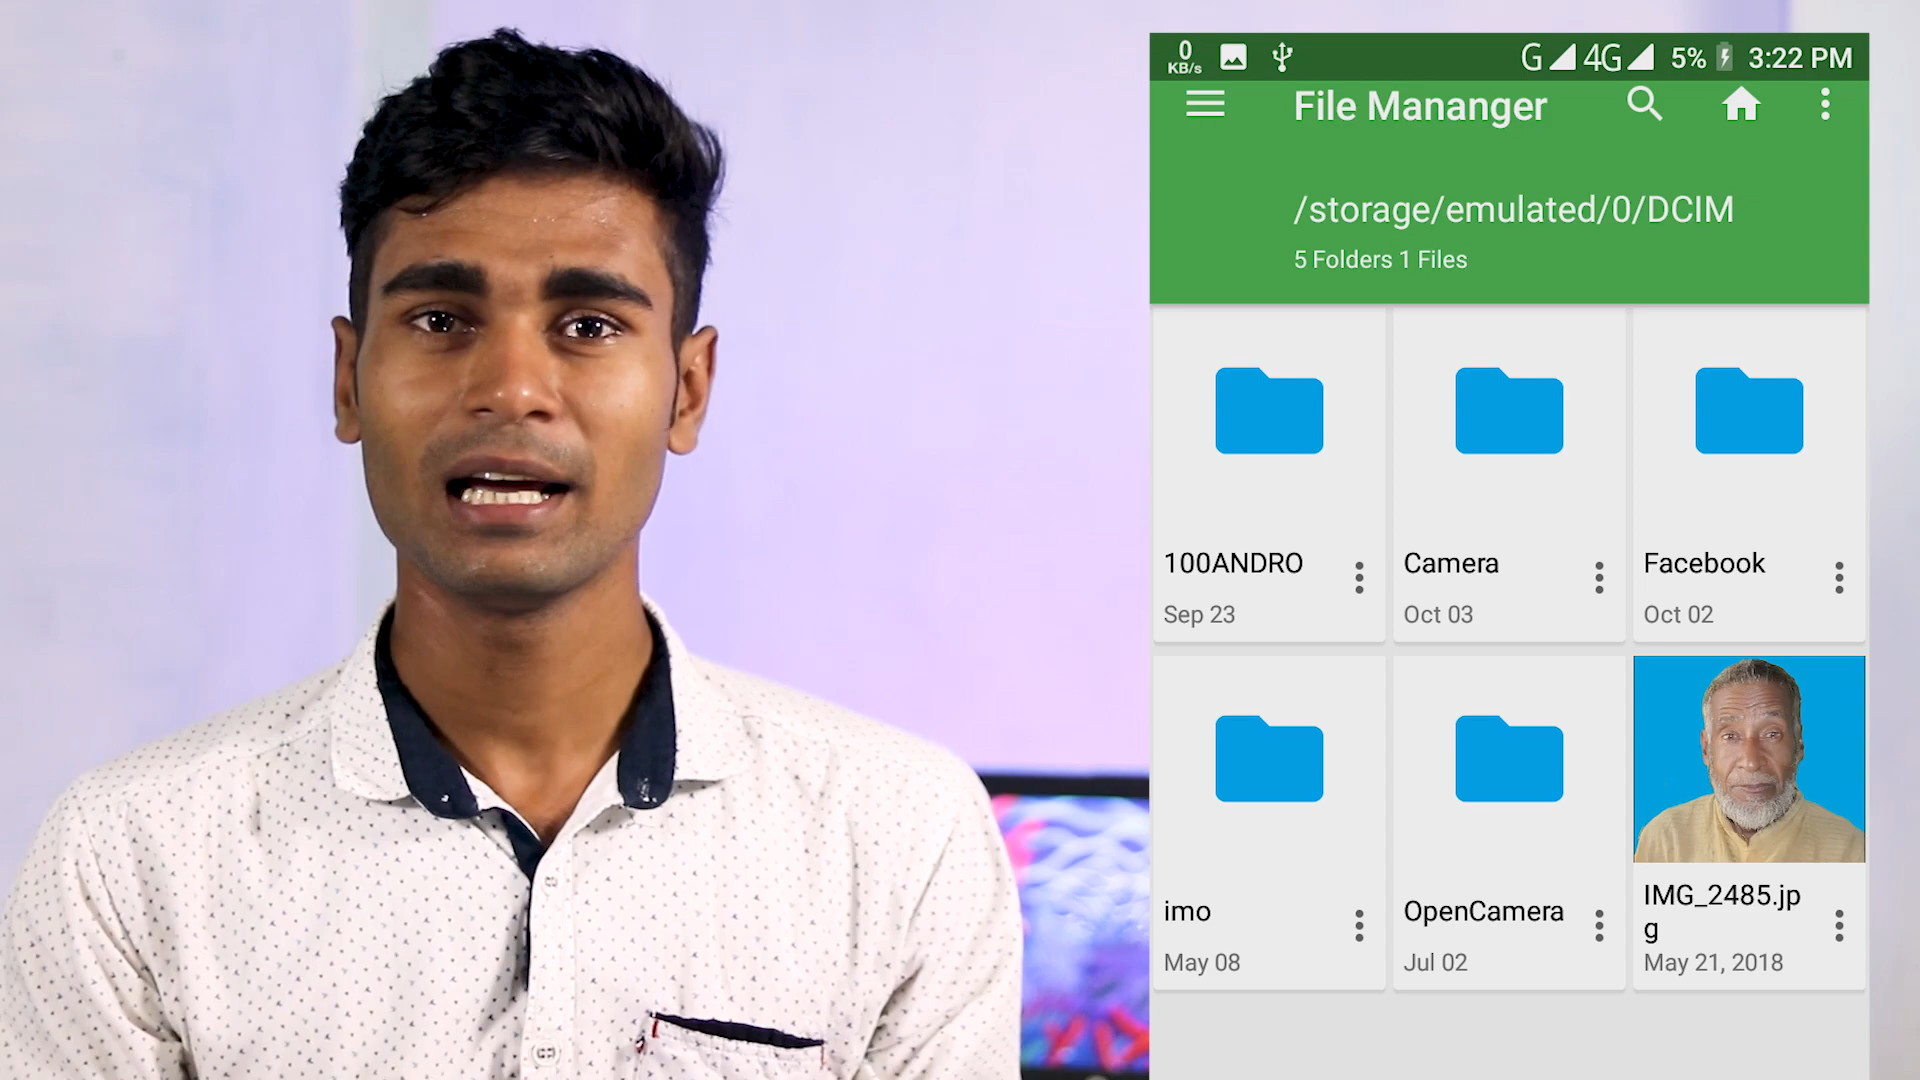 0
KB/s
G 4G 5% 3:22 PM
File Mananger
/storage/emulated/0/DCIM
5 Folders 1 Files
100ANDRO
Sep 23
Camera
Oct 03
Facebook
Oct 02
imo
May 08
OpenCamera
Jul 02
IMG_2485.jp
g
May 21, 2018